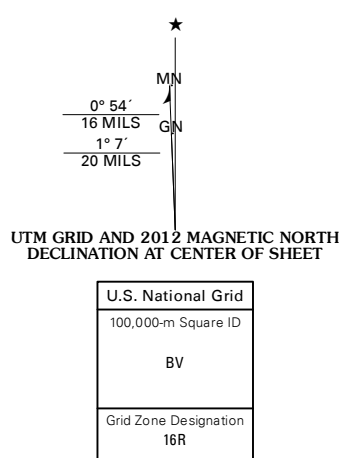 ★
MN
0° 54´
16 MILS
GN
1° 7´
20 MILS
UTM GRID AND 2012 MAGNETIC NORTH
DECLINATION AT CENTER OF SHEET
U.S. National Grid
100,000-m Square ID
BV
Grid Zone Designation
16R